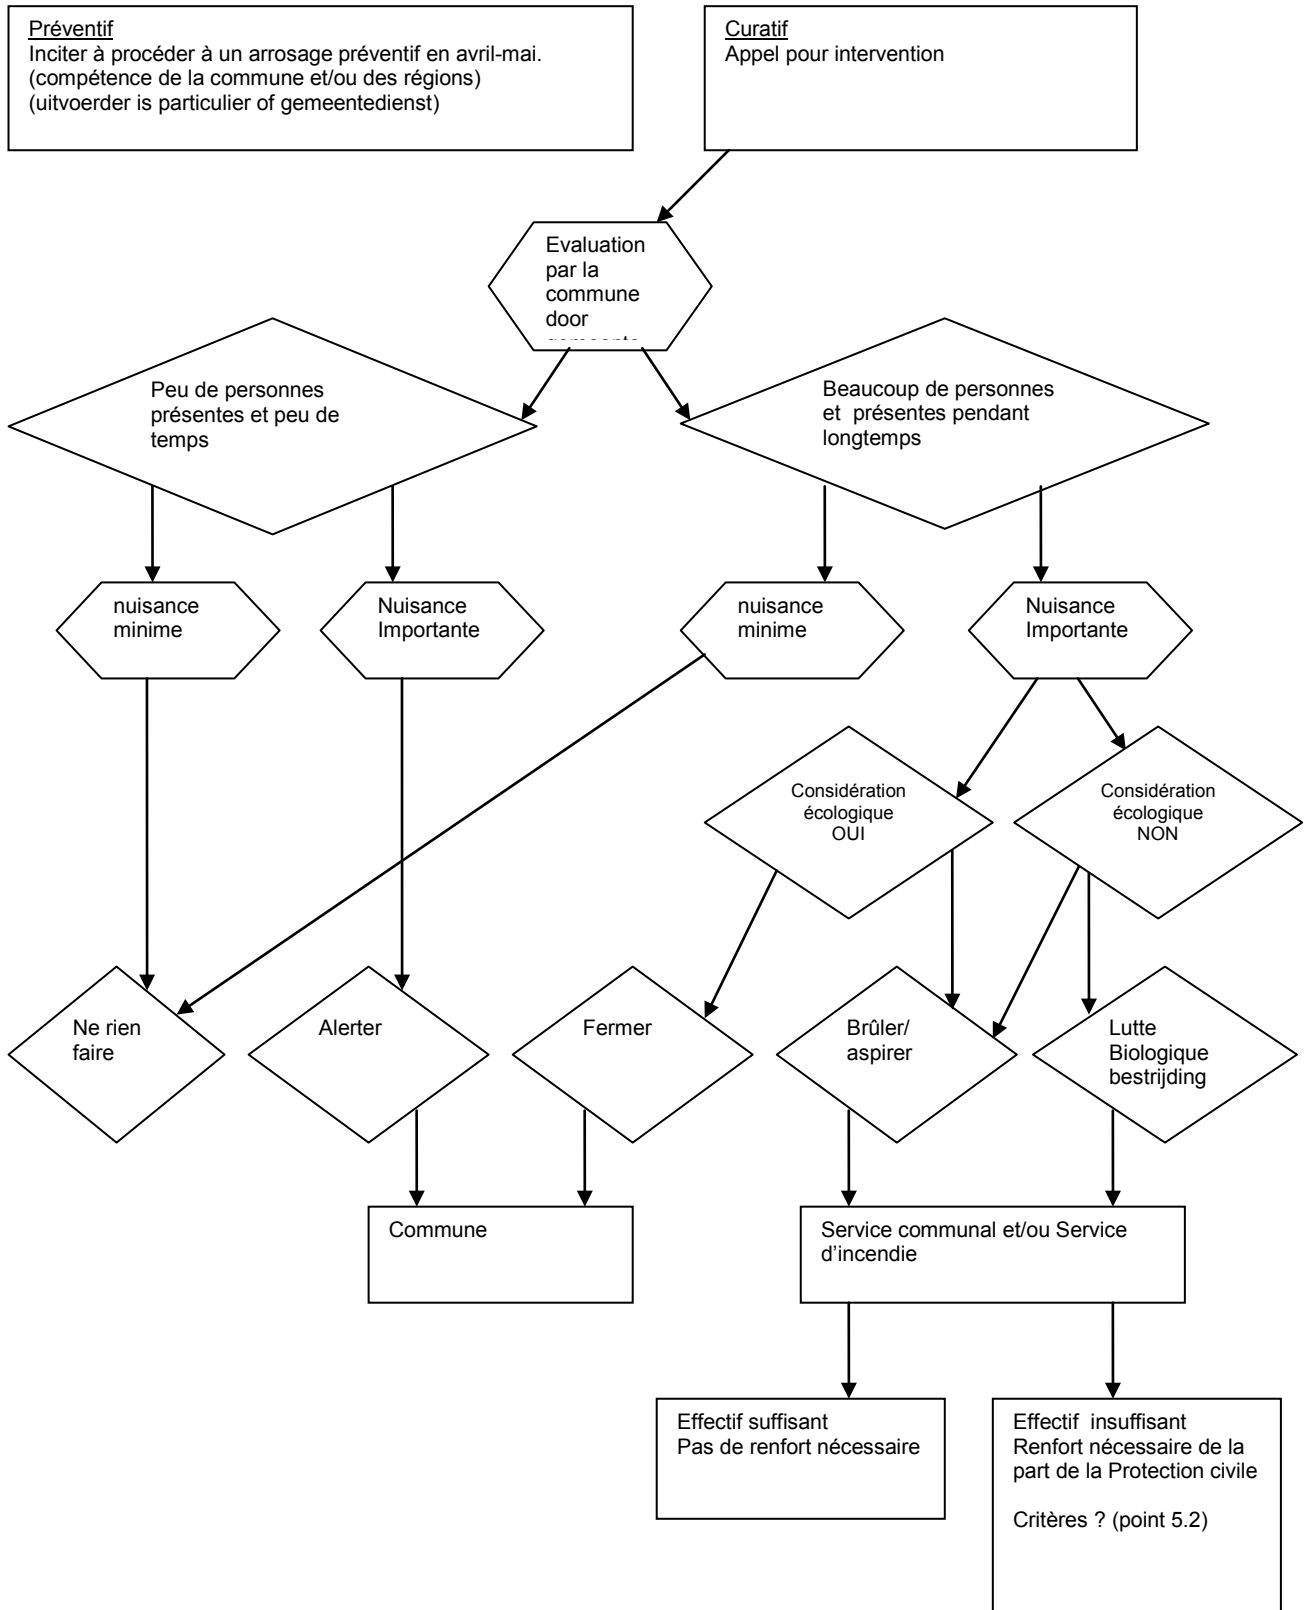 Préventif
Inciter à procéder à un arrosage préventif en avril-mai.
(compétence de la commune et/ou des régions)
(uitvoerder is particulier of gemeentedienst)
Curatif
Appel pour intervention
Evaluation
par la
commune
door
Peu de personnes
présentes et peu de
temps
Beaucoup de personnes
et présentes pendant
longtemps
nuisance
minime
Nuisance
Importante
nuisance
minime
Nuisance
Importante
Considération
écologique
OUI
Considération
écologique
NON
Ne rien
faire
Alerter
Fermer
Brûler/
aspirer
Lutte
Biologique
bestrijding
Commune
Service communal et/ou Service
d’incendie
Effectif suffisant
Pas de renfort nécessaire
Effectif insuffisant
Renfort nécessaire de la
part de la Protection civile
Critères ? (point 5.2)